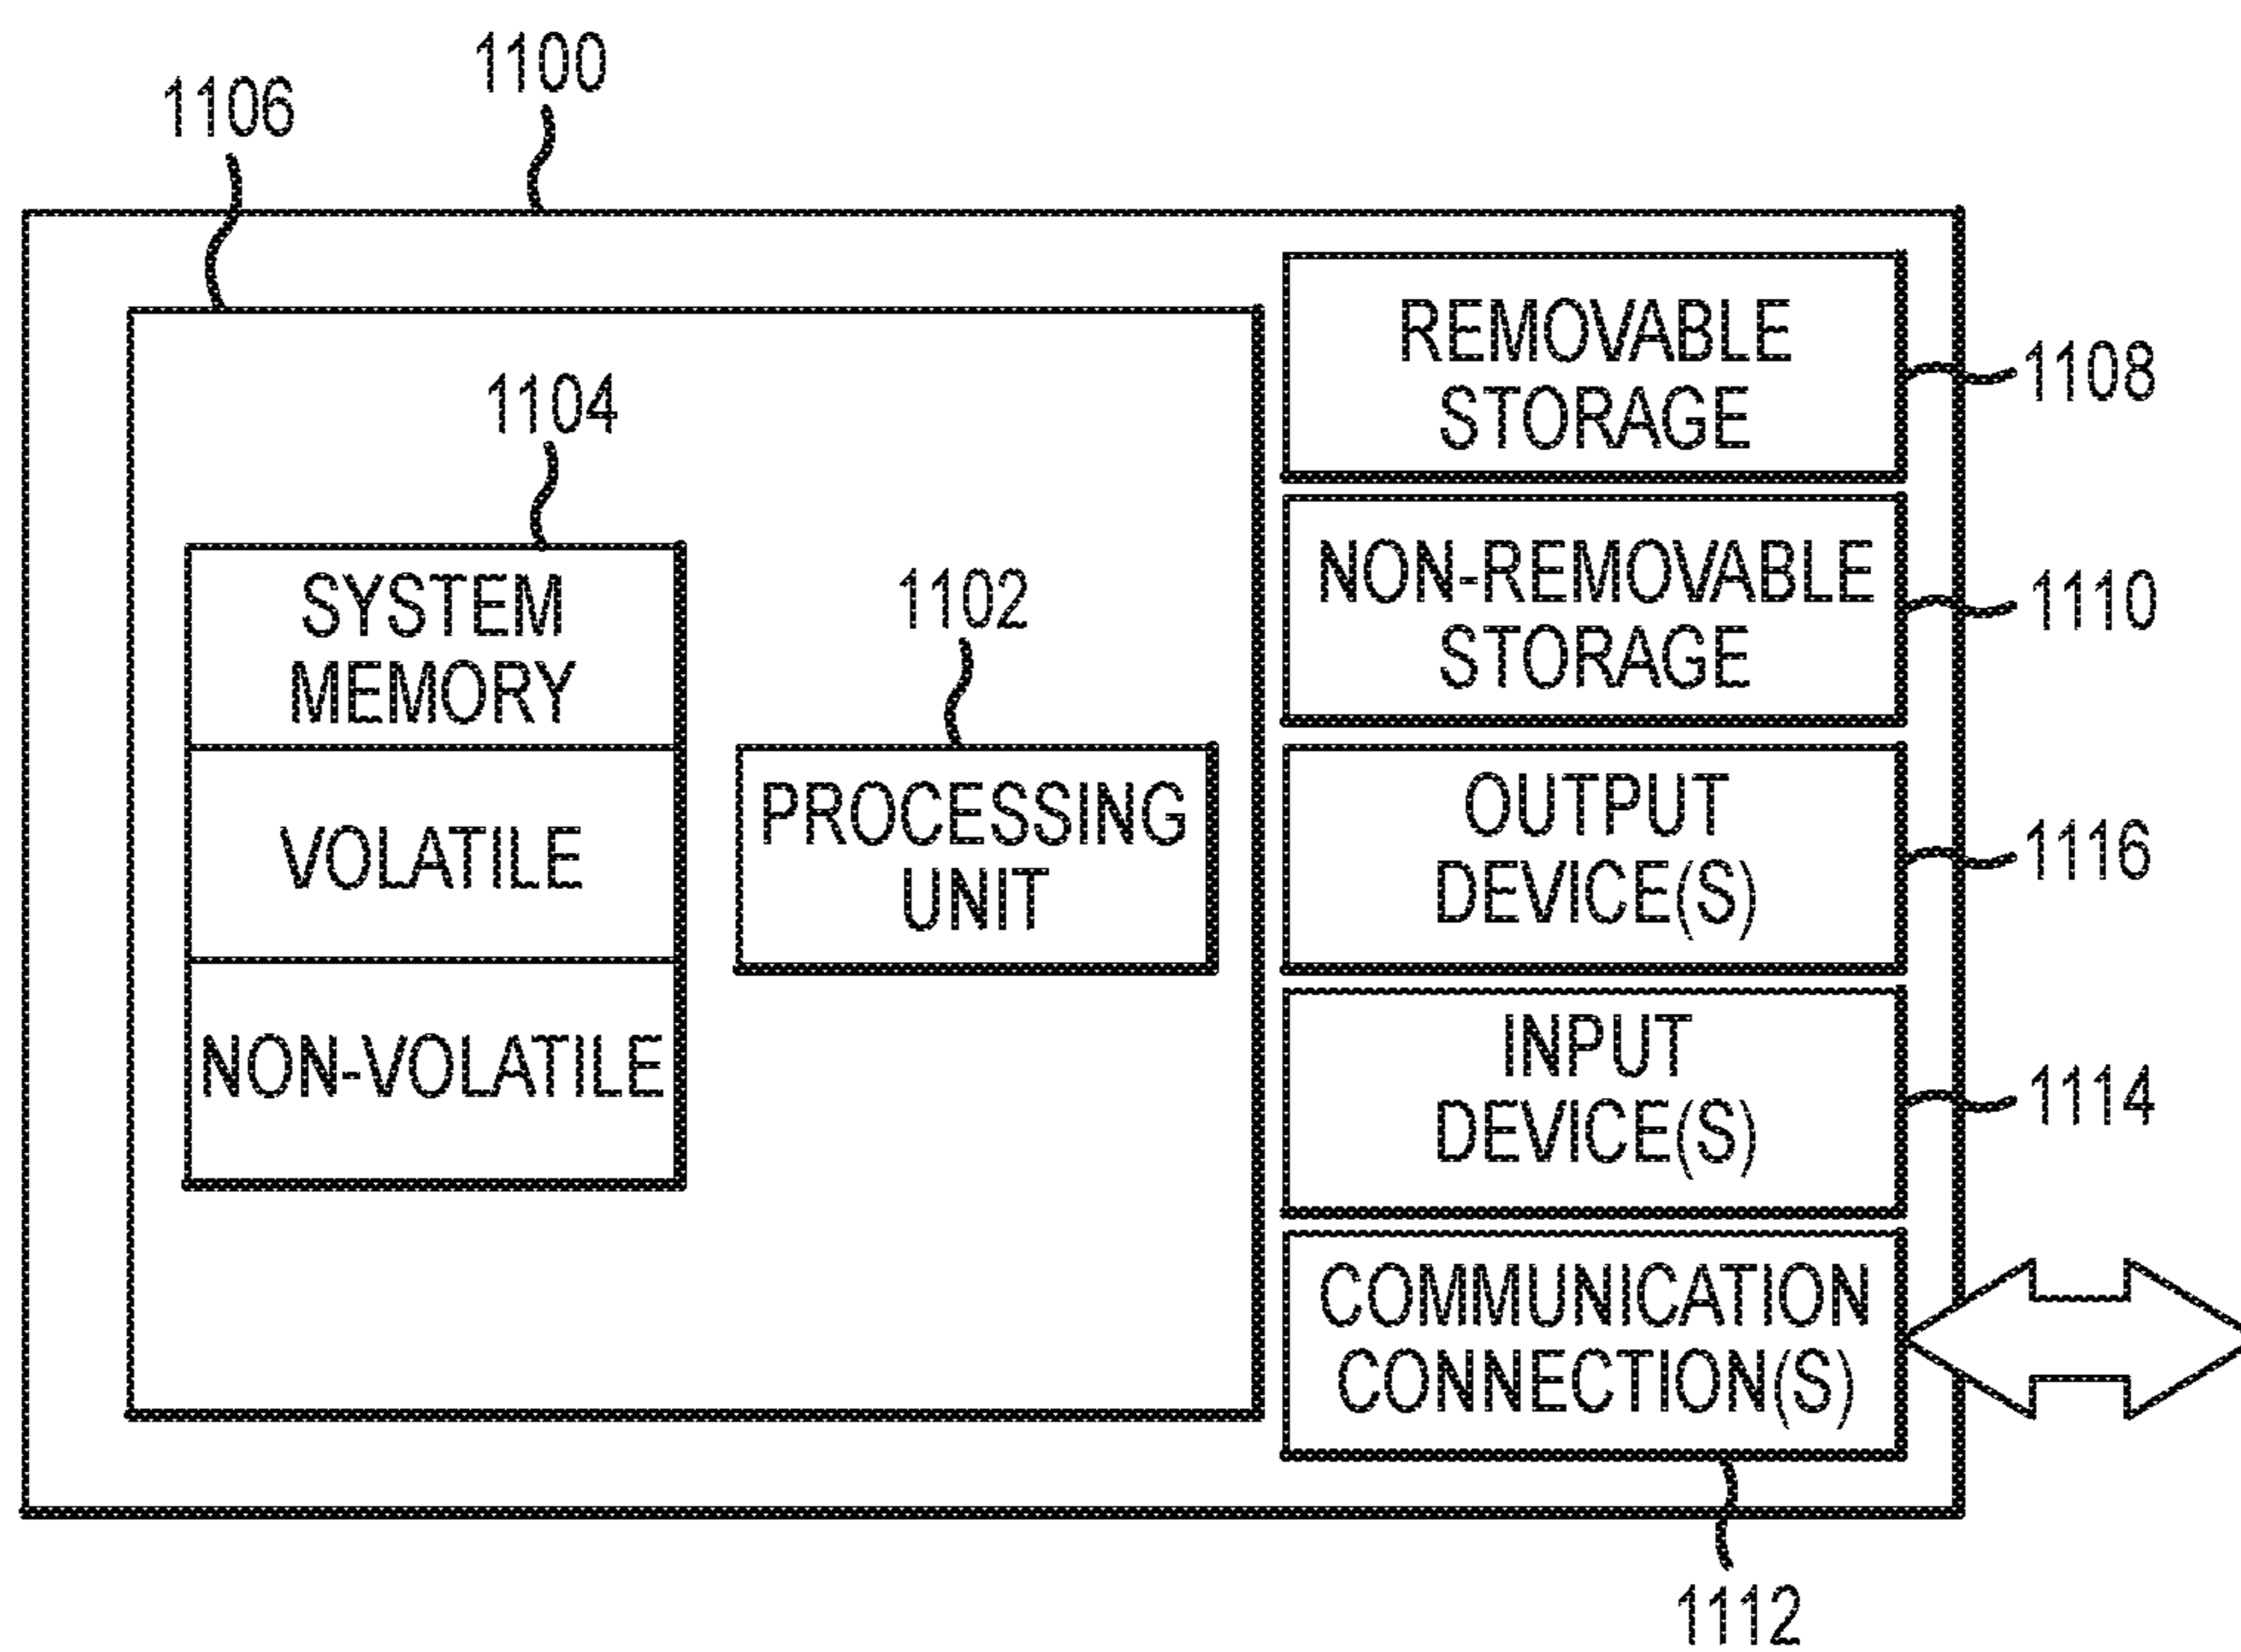 1100
1106
REMOVABLE
STORAGE
1108
1104
NON-REMOVABLE
STORAGE
1110
SYSTEM
MEMORY
1102
VOLATILE
PROCESSING
UNIT
OUTPUT
DEVICE(S)
1116
NON-VOLATILE
INPUT
DEVICE(S)
1114
COMMUNICATION
CONNECTION(S)
1112